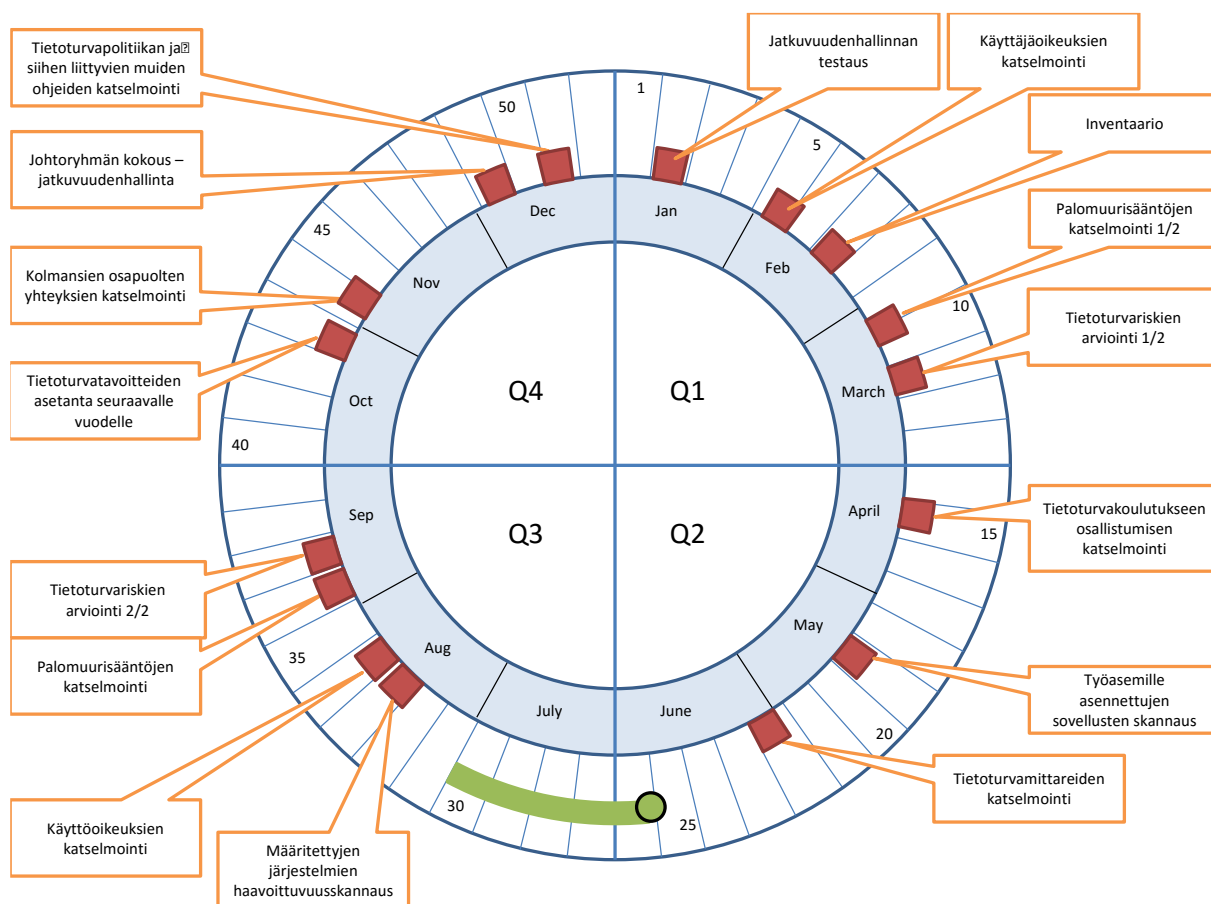 Tietoturvapolitiikan ja⍰
siihen liittyvien muiden
ohjeiden katselmointi
Jatkuvuudenhallinnan
testaus
Käyttäjäoikeuksien
katselmointi
Inventaario
Johtoryhmän kokous –
jatkuvuudenhallinta
Palomuurisääntöjen
katselmointi 1/2
Kolmansien osapuolten
yhteyksien katselmointi
Tietoturvariskien
arviointi 1/2
Tietoturvatavoitteiden
asetanta seuraavalle
vuodelle
Tietoturvakoulutukseen
osallistumisen
katselmointi
Tietoturvariskien
arviointi 2/2
Palomuurisääntöjen
katselmointi
Työasemille
asennettujen
sovellusten skannaus
Tietoturvamittareiden
katselmointi
Käyttöoikeuksien
katselmointi
Määritettyjen
järjestelmien
haavoittuvuusskannaus
1
5
10
15
20
25
30
35
40
45
50
Jan
Feb
March
April
May
June
July
Aug
Sep
Oct
Nov
Dec
Q4
Q1
Q3
Q2